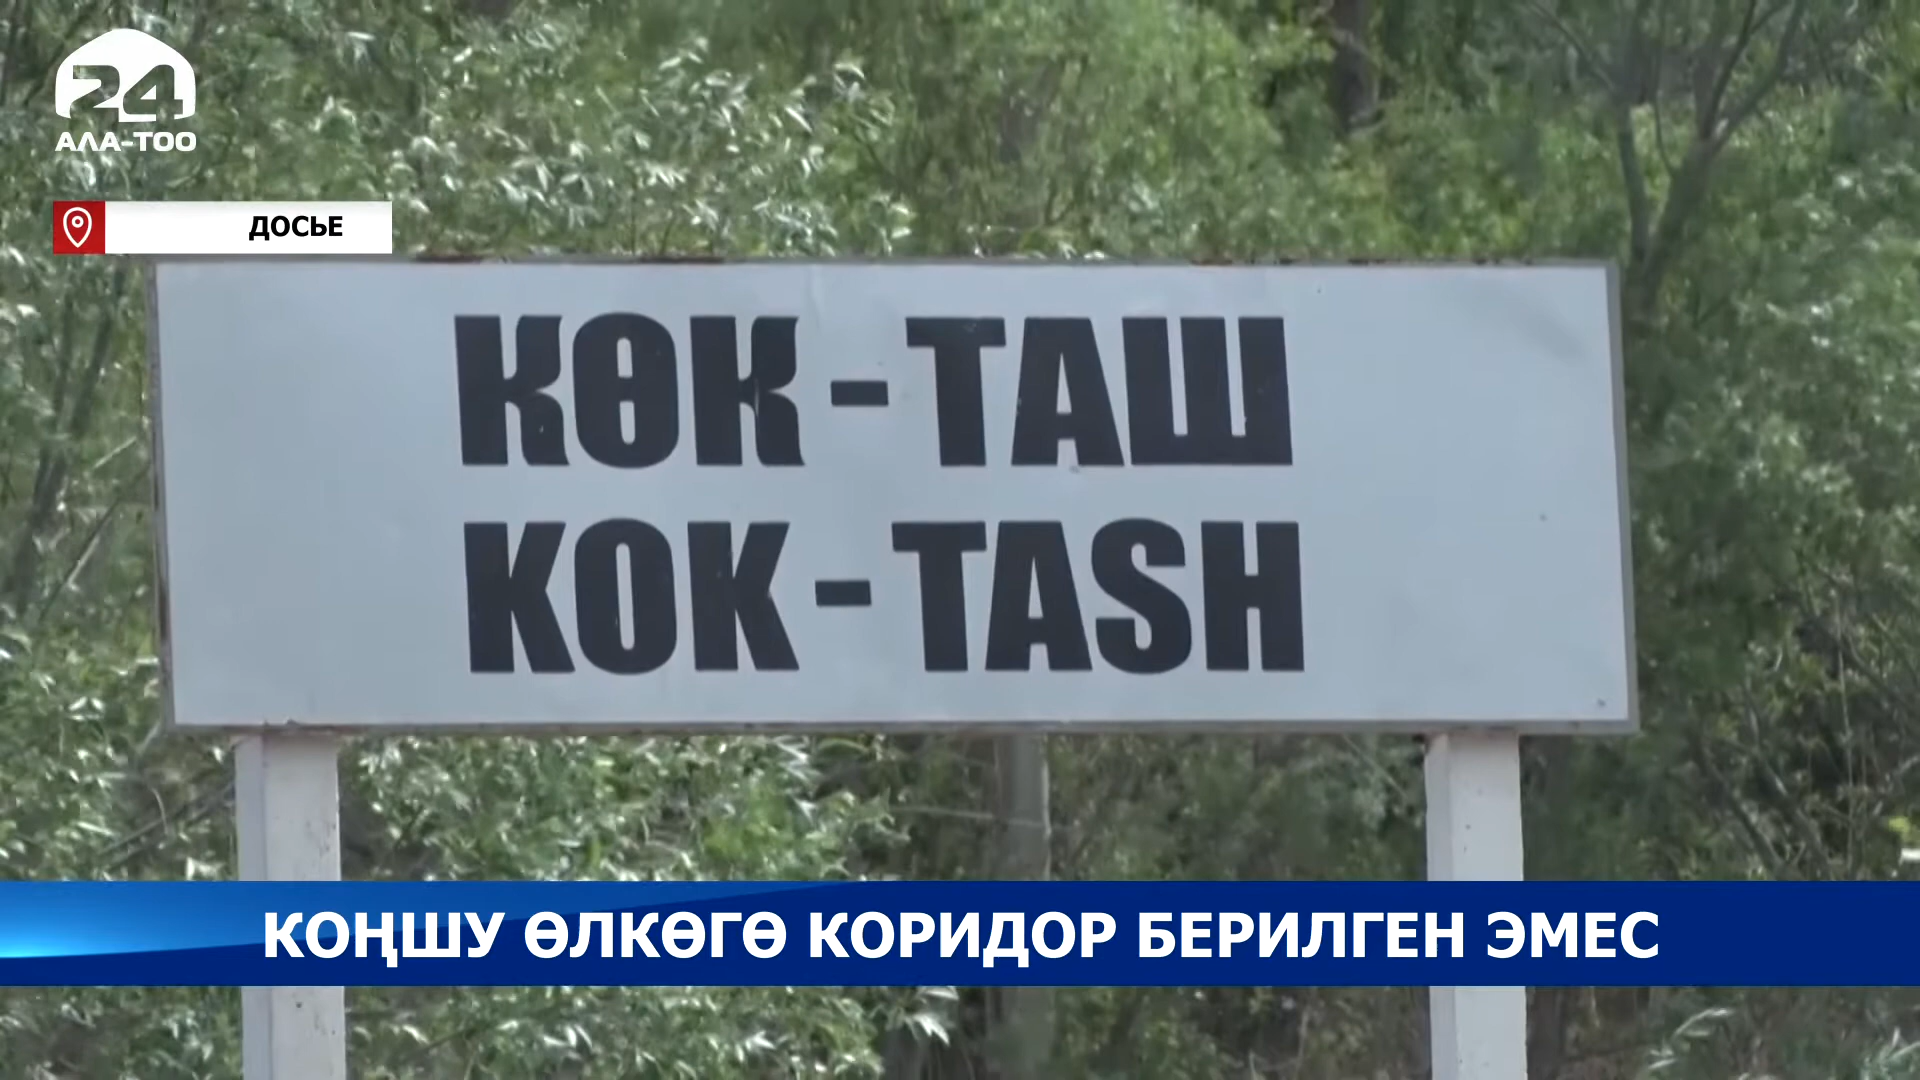 24
АЛА-ТОО
ДОСЬЕ
КӨК-ТАШ
KOK-TASH
КОҢШУ ӨЛКӨГӨ КОРИДОР БЕРИЛГЕН ЭМЕС